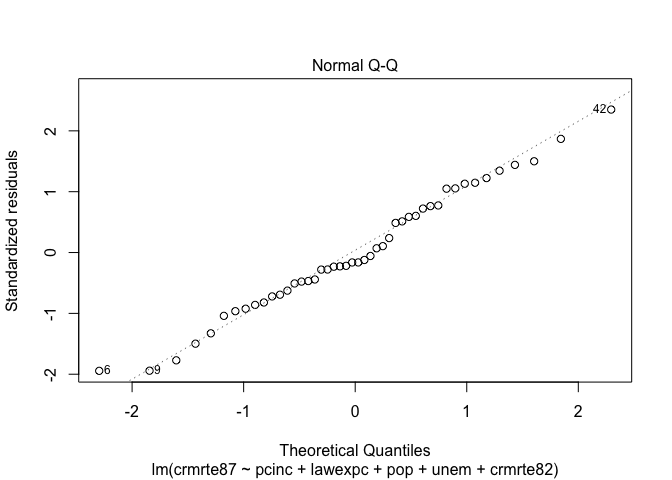 Normal Q-Q
Standardized residuals
2
1
0
-1
-2
42
6
9
-2 -1 0 1 2
Theoretical Quantiles
lm(crmrte87 ~ pcinc + lawexpc + pop + unem + crmrte82)